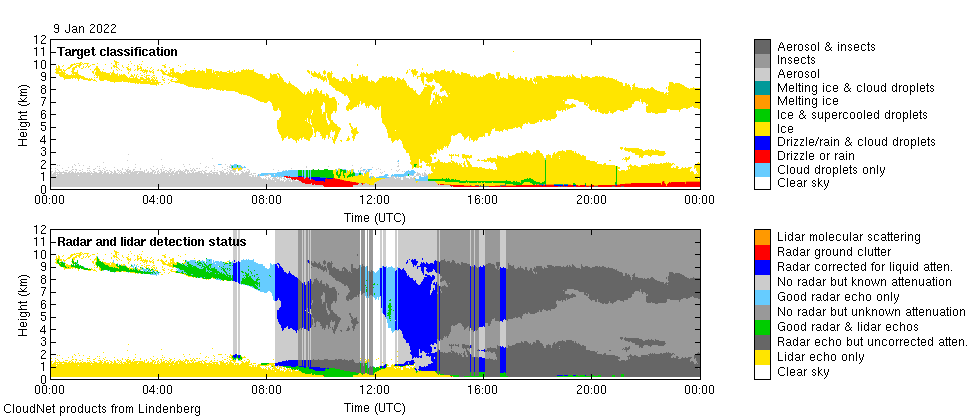 9 Jan 2022
12
11
10
9
8
7
6
5
4
3
2
1
0
Height (km)
Target classification
00:00
04:00
08:00
12:00
16:00
20:00
00:00
Time (UTC)
Aerosol & insects
Insects
Aerosol
Melting ice & cloud droplets
Melting ice
Ice & supercooled droplets
Ice
Drizzle/rain & cloud droplets
Drizzle or rain
Cloud droplets only
Clear sky
12
11
10
9
8
7
6
5
4
3
2
1
0
Height (km)
Radar and lidar detection status
00:00
04:00
08:00
12:00
16:00
20:00
00:00
Time (UTC)
Lidar molecular scattering
Radar ground clutter
Radar corrected for liquid atten.
No radar but known attenuation
Good radar echo only
No radar but unknown attenuation
Good radar & lidar echos
Radar echo but uncorrected atten.
Lidar echo only
Clear sky
CloudNet products from Lindenberg